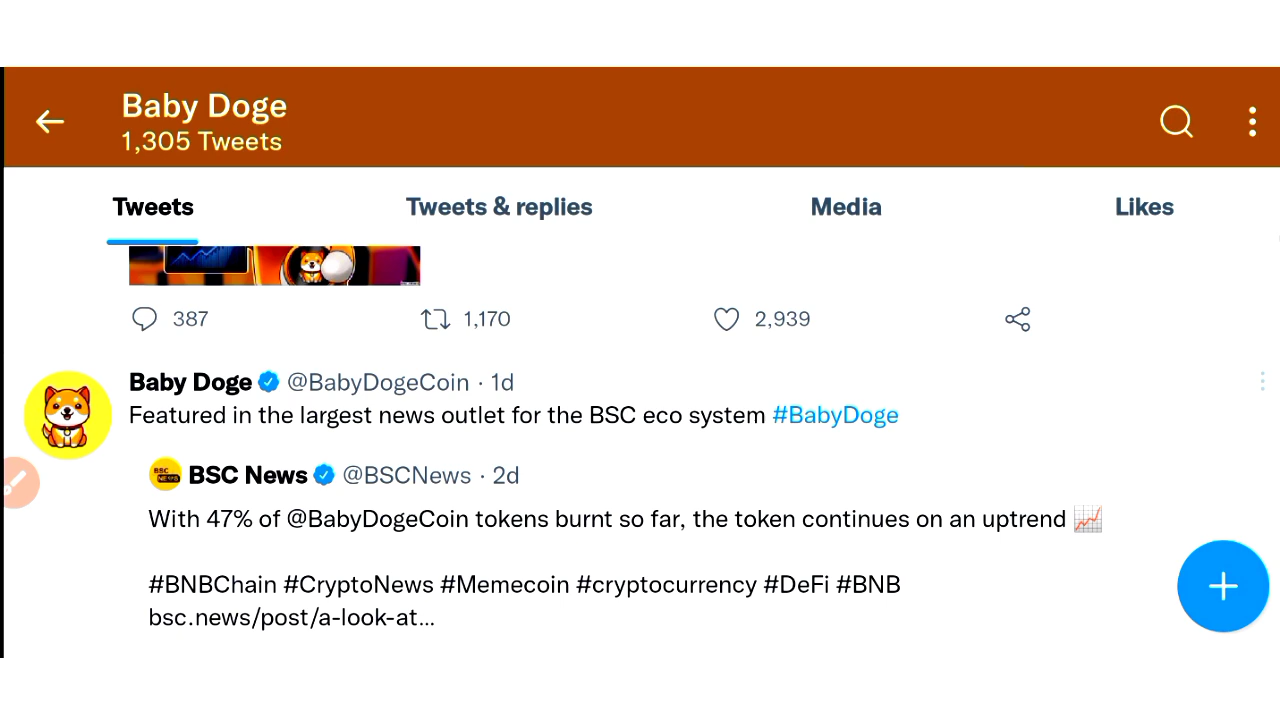 Baby Doge
1,305 Tweets
Tweets Tweets & replies Media Likes
387 1,170 2,939
Baby Doge @BabyDogeCoin · 1d
Featured in the largest news outlet for the BSC eco system #BabyDoge
BSC NEWS
BSC News @BSCNews · 2d
With 47% of @BabyDogeCoin tokens burnt so far, the token continues on an uptrend 📈
#BNBChain #CryptoNews #Memecoin #cryptocurrency #DeFi #BNB
bsc.news/post/a-look-at...